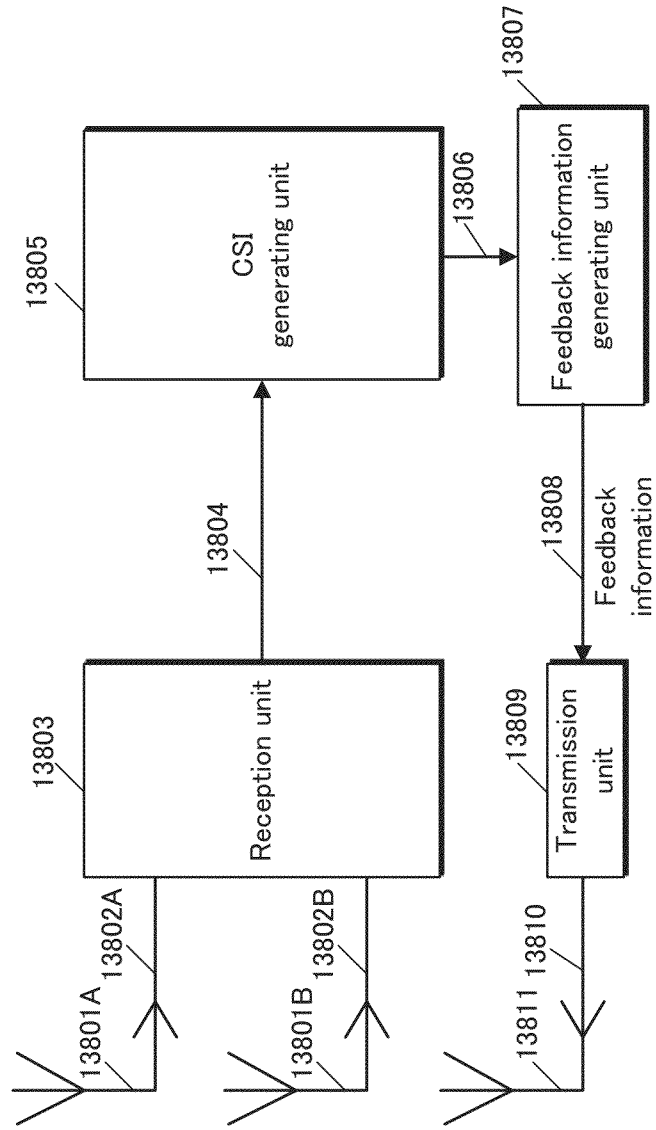 13801A
13802A
13803
Reception unit
13801B
13802B
13804
13805
CSI
generating unit
13806
13807
Feedback information
generating unit
13808
Feedback
information
13809
Transmission
unit
13810
13811